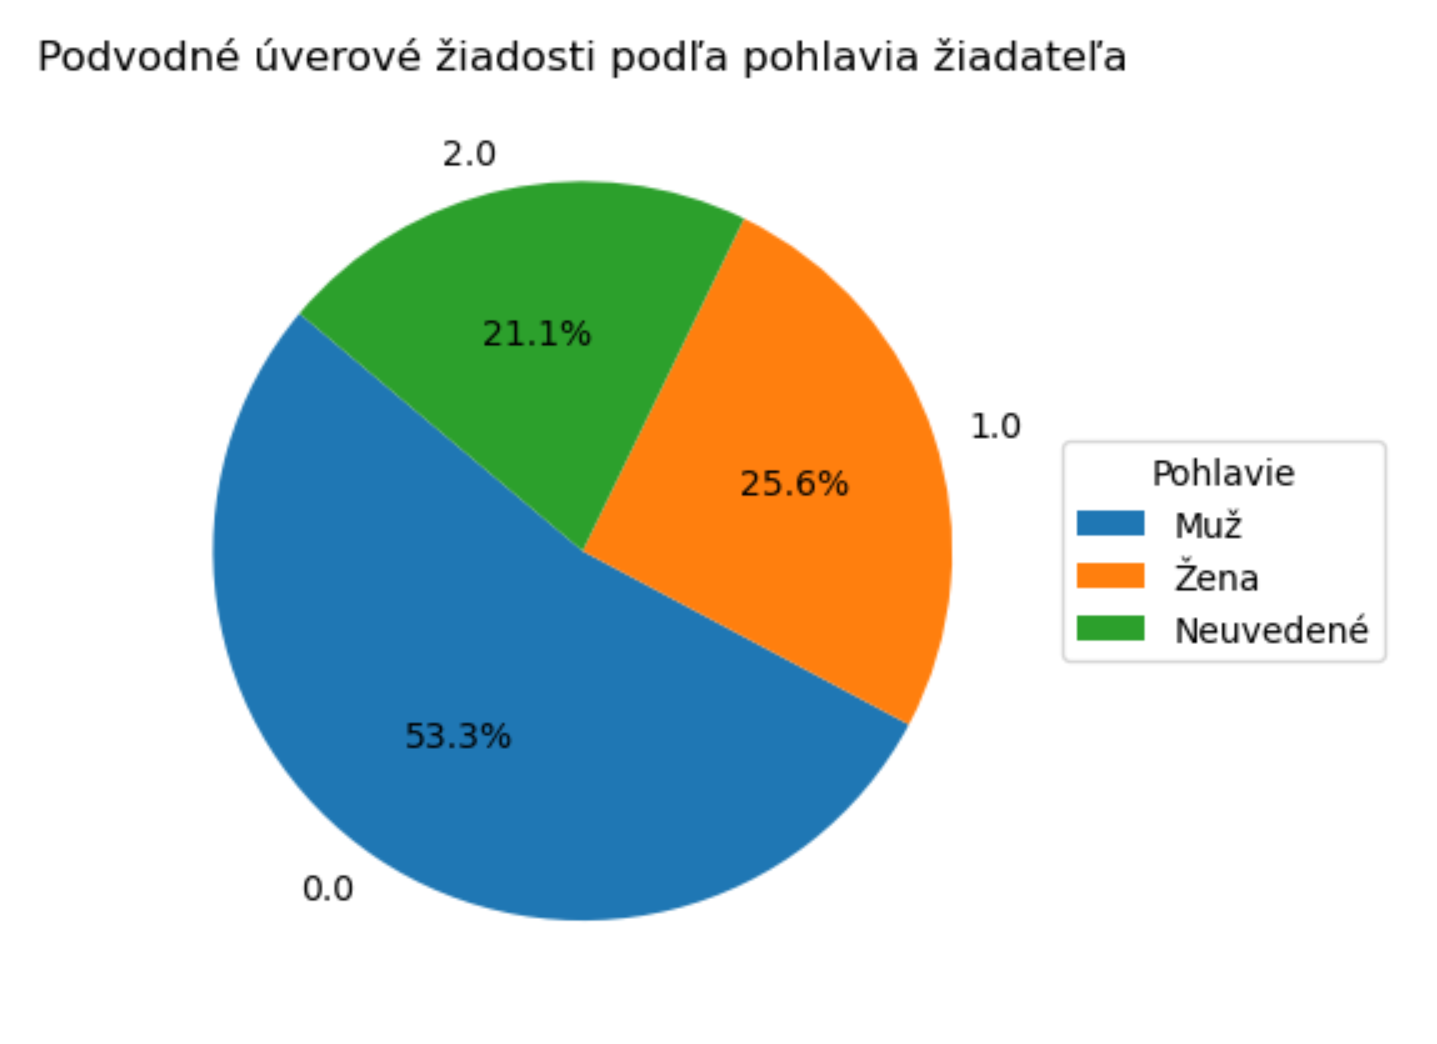 Podvodné úverové žiadosti podľa pohlavia žiadateľa
2.0
21.1%
1.0
25.6%
Pohlavie
Muž
Žena
Neuvedené
53.3%
0.0